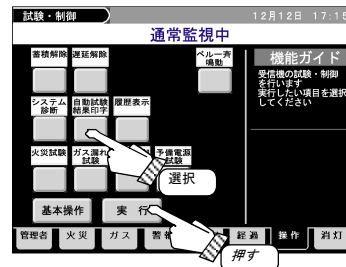 試験・制御
12月12日 17:15
通常監視中
蓄積解除 遅延解除
ベル一斉
鳴動
機能ガイド
受信機の試験・制御
を行います
実行したい項目を選択
してください
システム
診断
自動試験
結果印字
履歴表示
火災試験
ガス漏れ
試験
予備電源
試験
選択
基本操作
実 行
管理者 火 災 ガ ス 経 過 操 作 消 灯
押す